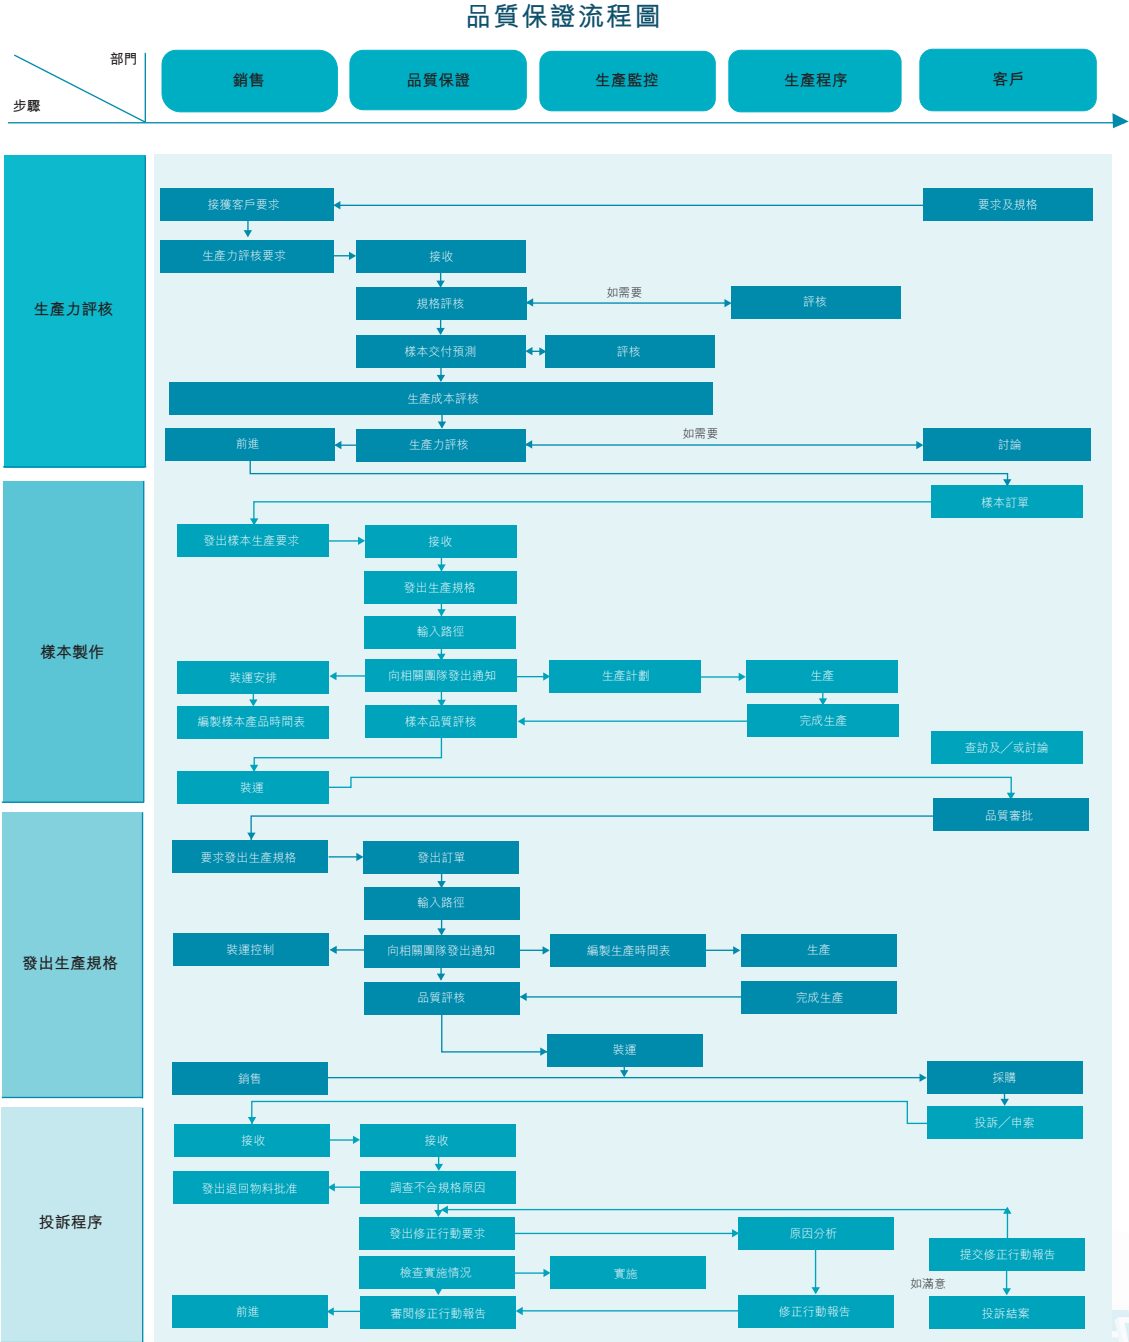 品質保證流程圖
部門
步驟
銷售
品質保證
生產監控
生產程序
客戶
生產力評核
接獲客戶要求
要求及規格
生產力評核要求
接收
規格評核
如需要
評核
樣本交付預測
評核
生產成本評核
前進
生產力評核
如需要
討論
樣本製作
樣本訂單
發出樣本生產要求
接收
發出生產規格
輸入路徑
裝運安排
向相關團隊發出通知
生產計劃
生產
編製樣本產品時間表
樣本品質評核
完成生產
查訪及／或討論
裝運
品質審批
發出生產規格
要求發出生產規格
發出訂單
輸入路徑
裝運控制
向相關團隊發出通知
編製生產時間表
生產
品質評核
完成生產
裝運
銷售
採購
投訴程序
投訴／申索
接收
接收
發出退回物料批准
調查不合規格原因
發出修正行動要求
原因分析
提交修正行動報告
檢查實施情況
實施
如滿意
前進
審閱修正行動報告
修正行動報告
投訴結案